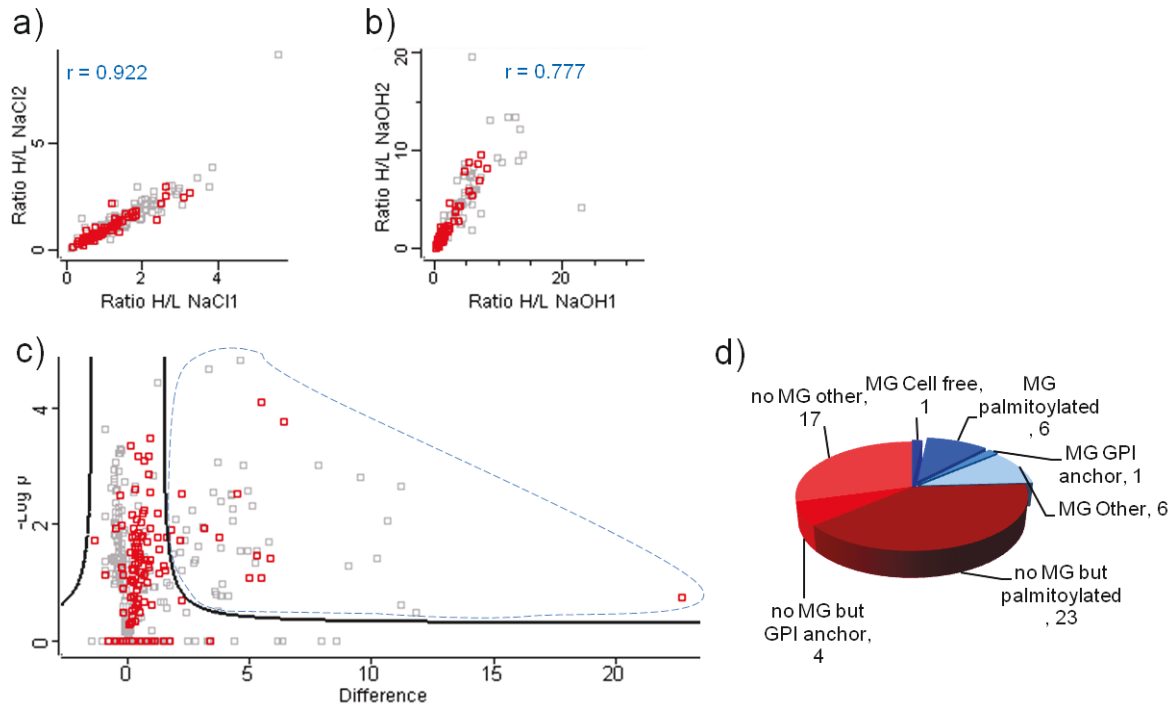 a)
r = 0.922
Ratio H/L NaCl2
5
0
0
2
4
Ratio H/L NaCl1
b)
r = 0.777
Ratio H/L NaOH2
20
10
0
0
20
Ratio H/L NaOH1
c)
-Log p
4
2
0
0
5
10
15
20
Difference
d)
no MG other,
17
MG Cell free,
1
MG
palmitoylated
, 6
MG GPI
anchor, 1
MG Other, 6
no MG but
palmitoylated
, 23
no MG but
GPI anchor,
4